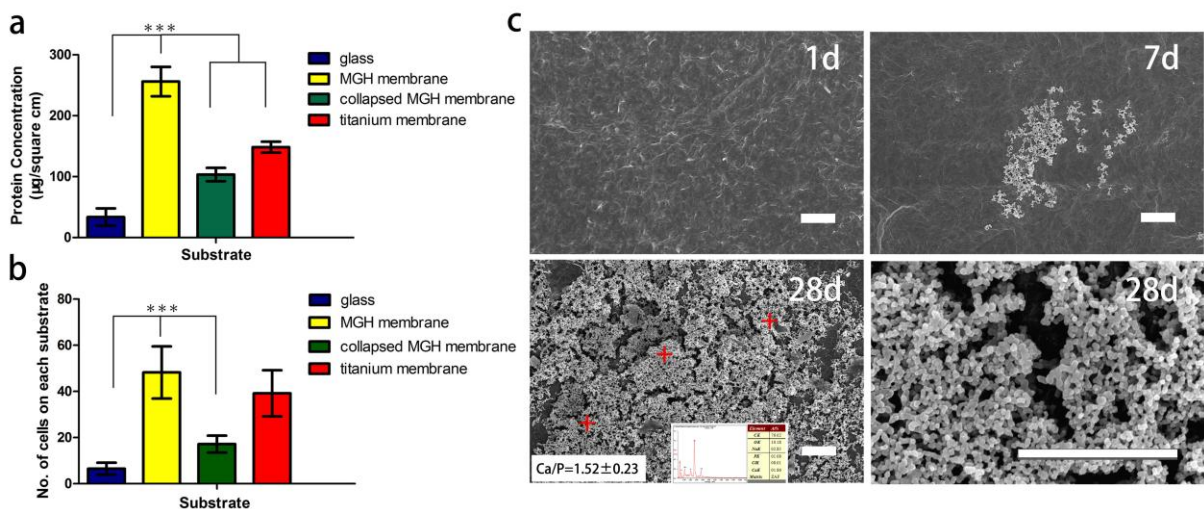 a
***
Protein Concentration
(μg/square cm)
300
200
100
0
Substrate
glass
MGH membrane
collapsed MGH membrane
titanium membrane
b
***
No. of cells on each substrate
80
60
40
20
0
Substrate
glass
MGH membrane
collapsed MGH membrane
titanium membrane
c
1d
7d
28d
Ca/P=1.52±0.23
Element
28d